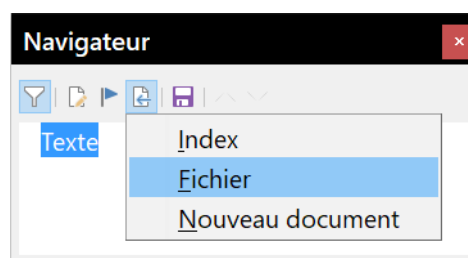 Navigateur
Texte
Index
Fichier
Nouveau document